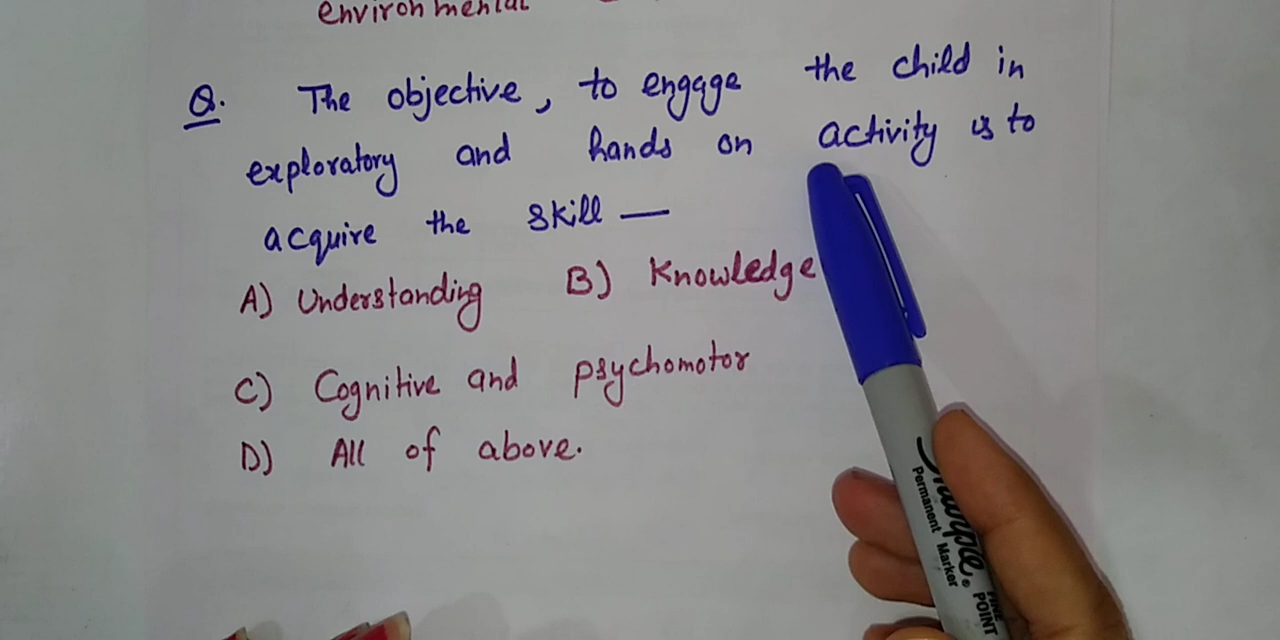 environmental
Q. The objective, to engage the child in
exploratory and hands on activity is to
acquire the skill —
A) Understanding B) Knowledge
C) Cognitive and psychomotor
D) All of above.
Sharpie.
Permanent Marker
FINE POINT